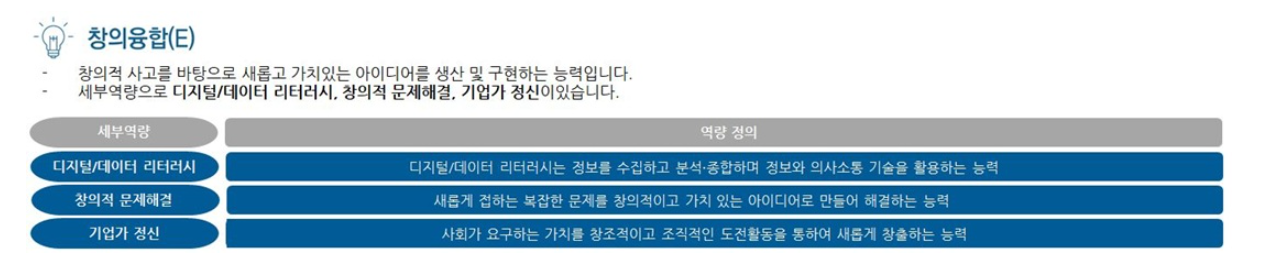 창의융합(E)
- 창의적 사고를 바탕으로 새롭고 가치있는 아이디어를 생산 및 구현하는 능력입니다.
- 세부역량으로 디지털/데이터 리터러시, 창의적 문제해결, 기업가 정신이있습니다.
세부역량 역량 정의
디지털/데이터 리터러시 디지털/데이터 리터러시는 정보를 수집하고 분석·종합하며 정보와 의사소통 기술을 활용하는 능력
창의적 문제해결 새롭게 접하는 복잡한 문제를 창의적이고 가치 있는 아이디어로 만들어 해결하는 능력
기업가 정신 사회가 요구하는 가치를 창조적이고 조직적인 도전활동을 통하여 새롭게 창출하는 능력